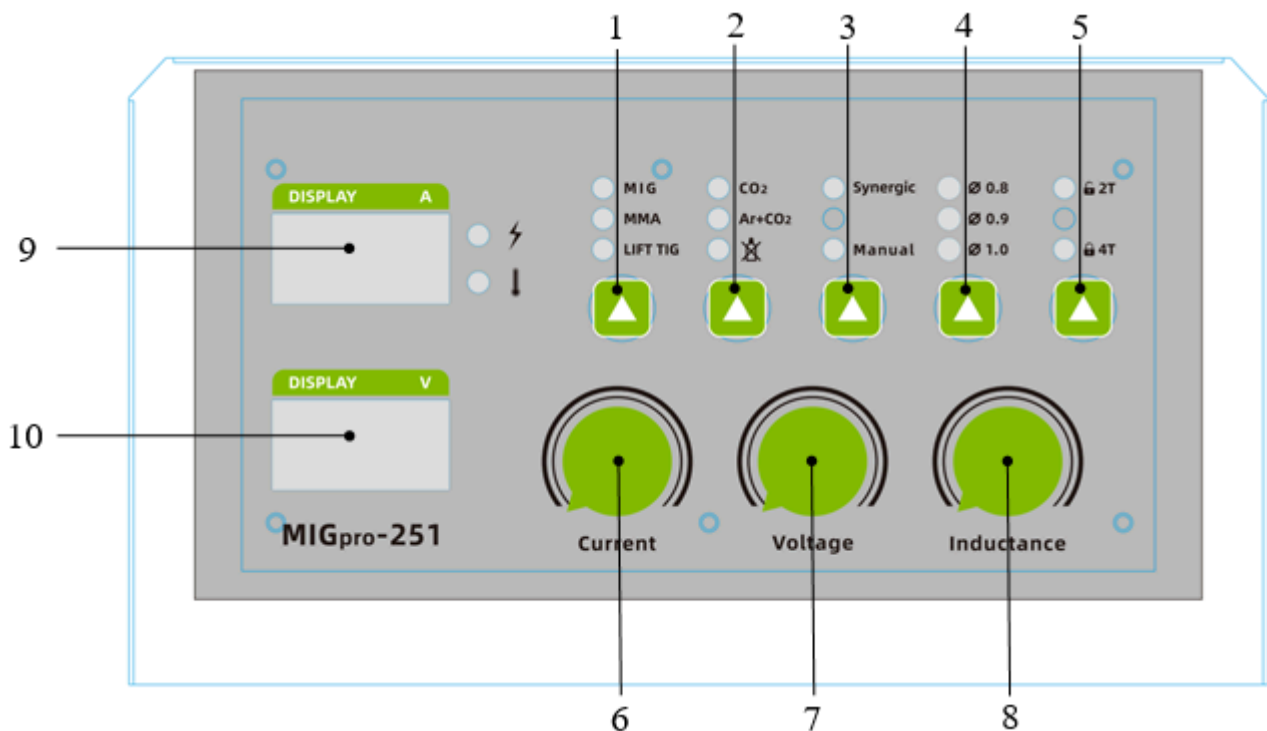 1 2 3 4 5
DISPLAY A
MIG CO₂ Synergic Ø 0.8 2T
MMA Ar+CO₂ Ø 0.9
LIFT TIG Manual Ø 1.0 4T
9
DISPLAY V
10
MIGpro-251
Current Voltage Inductance
6 7 8